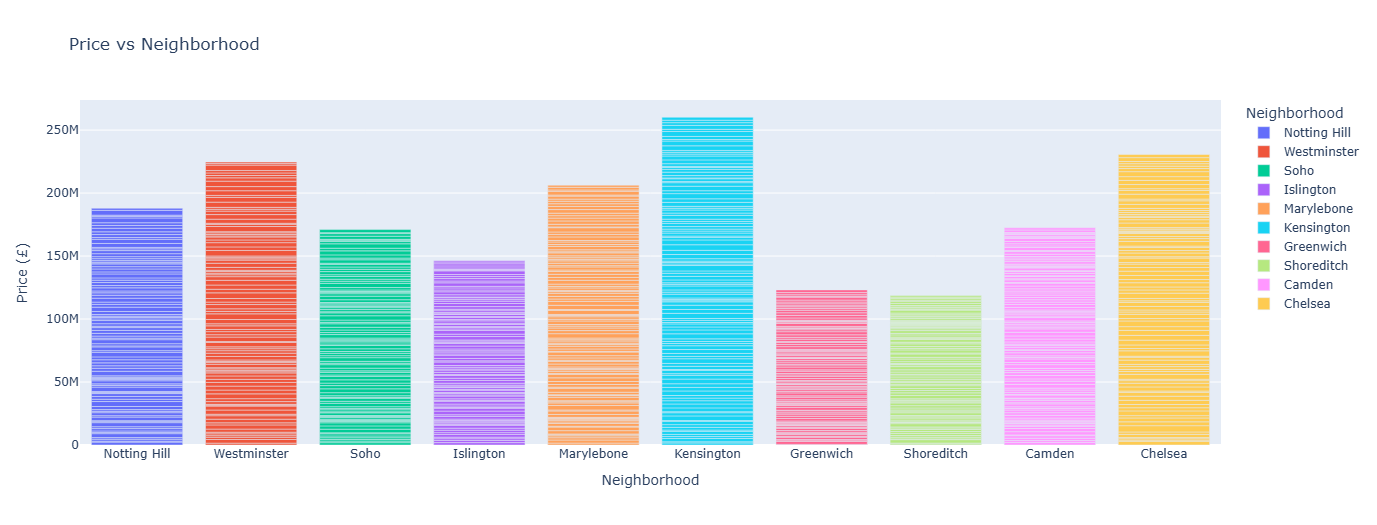 Price vs Neighborhood
Price (£)
250M
200M
150M
100M
50M
0
Notting Hill Westminster Soho Islington Marylebone Kensington Greenwich Shoreditch Camden Chelsea
Neighborhood
Neighborhood
Notting Hill
Westminster
Soho
Islington
Marylebone
Kensington
Greenwich
Shoreditch
Camden
Chelsea